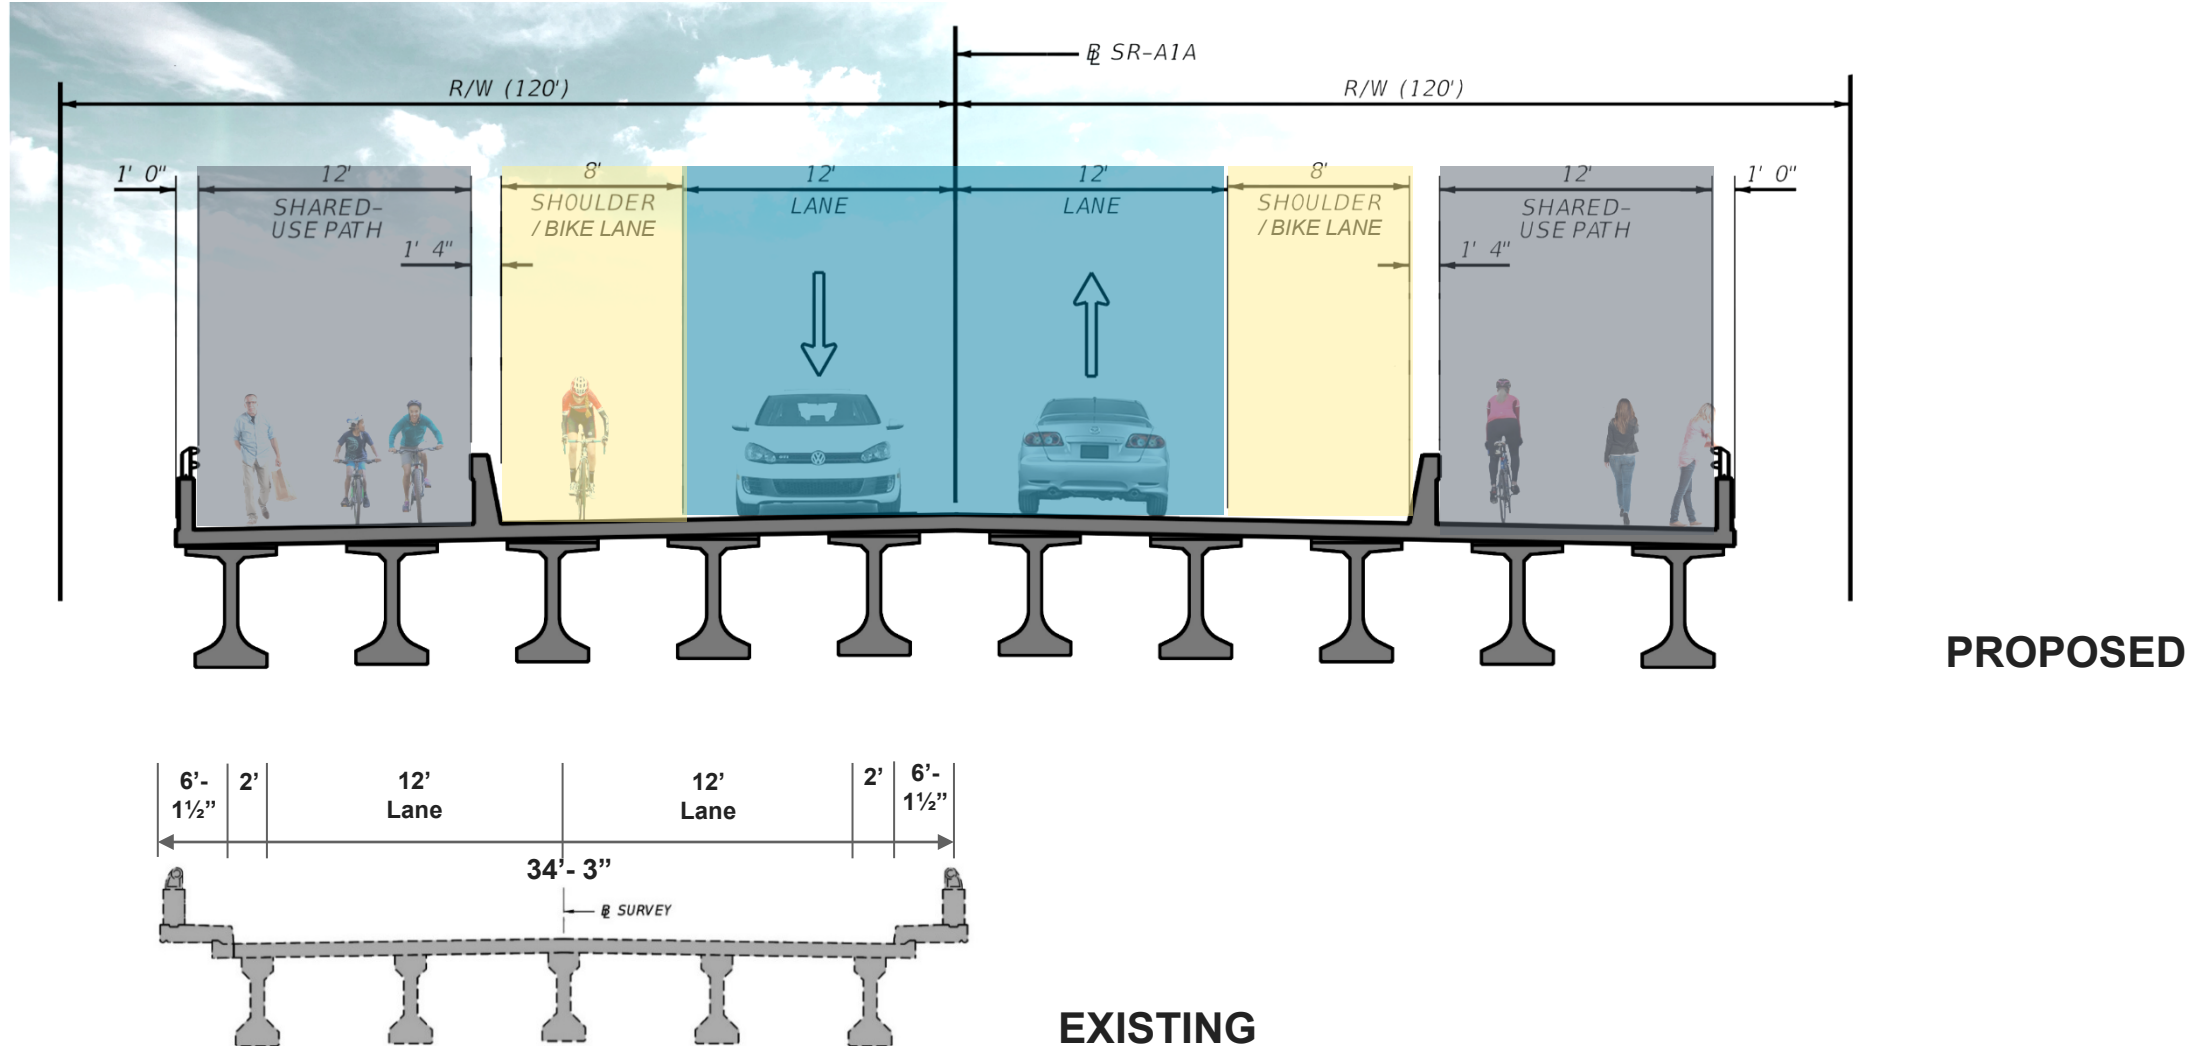 ℄ SR-A1A
R/W (120')
R/W (120')
1' 0"
12'
8'
12'
12'
8'
12'
1' 0"
SHARED-
USE PATH
SHOULDER
/ BIKE LANE
LANE
LANE
SHOULDER
/ BIKE LANE
SHARED-
USE PATH
1' 4"
1' 4"
PROPOSED
6’-
1½”
2’
12’
Lane
12’
Lane
2’
6’-
1½”
34’- 3”
℄ SURVEY
EXISTING